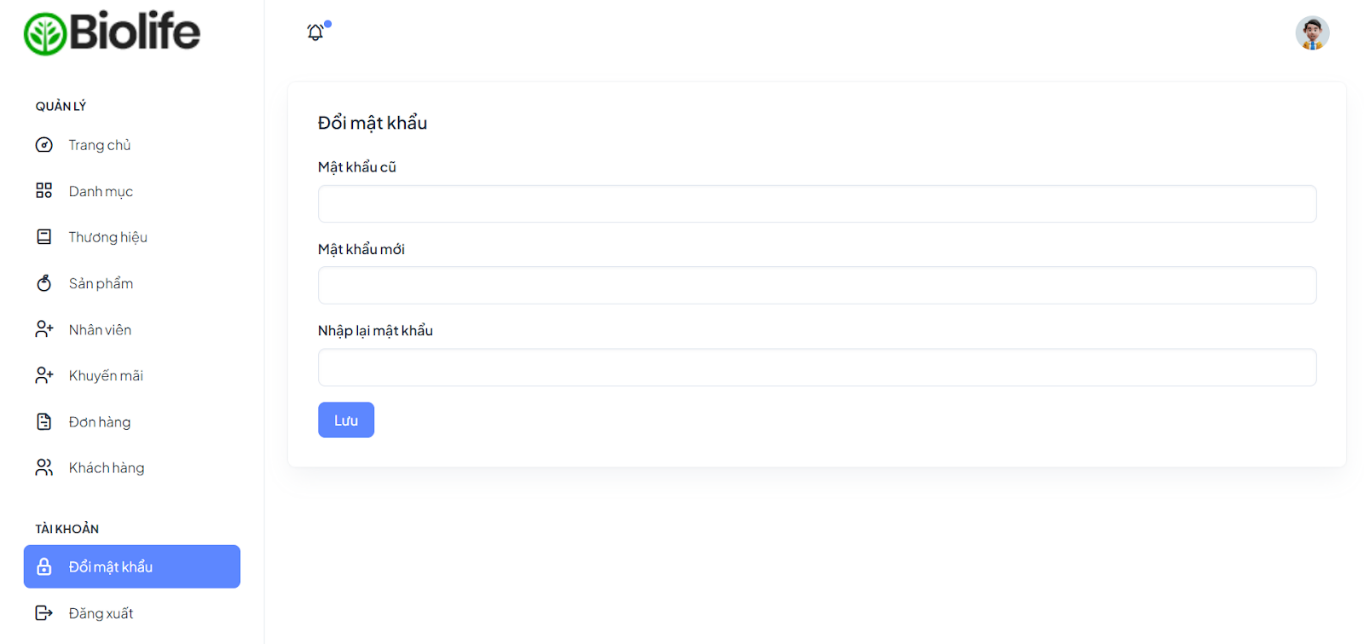 Biolife
QUẢN LÝ
Trang chủ
Danh mục
Thương hiệu
Sản phẩm
Nhân viên
Khuyến mãi
Đơn hàng
Khách hàng
TÀI KHOẢN
Đổi mật khẩu
Đăng xuất
Đổi mật khẩu
Mật khẩu cũ
Mật khẩu mới
Nhập lại mật khẩu
Lưu